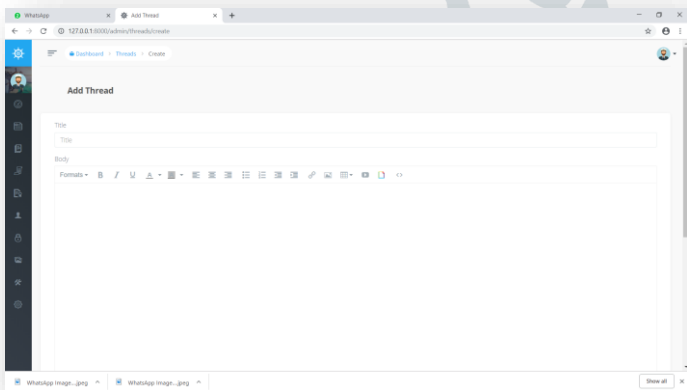 WhatsApp
Add Thread
127.0.0.1:8000/admin/threads/create
Dashboard > Threads > Create
Add Thread
Title
Title
Body
Formats B I U A
WhatsApp Image...jpeg
WhatsApp Image...jpeg
Show all